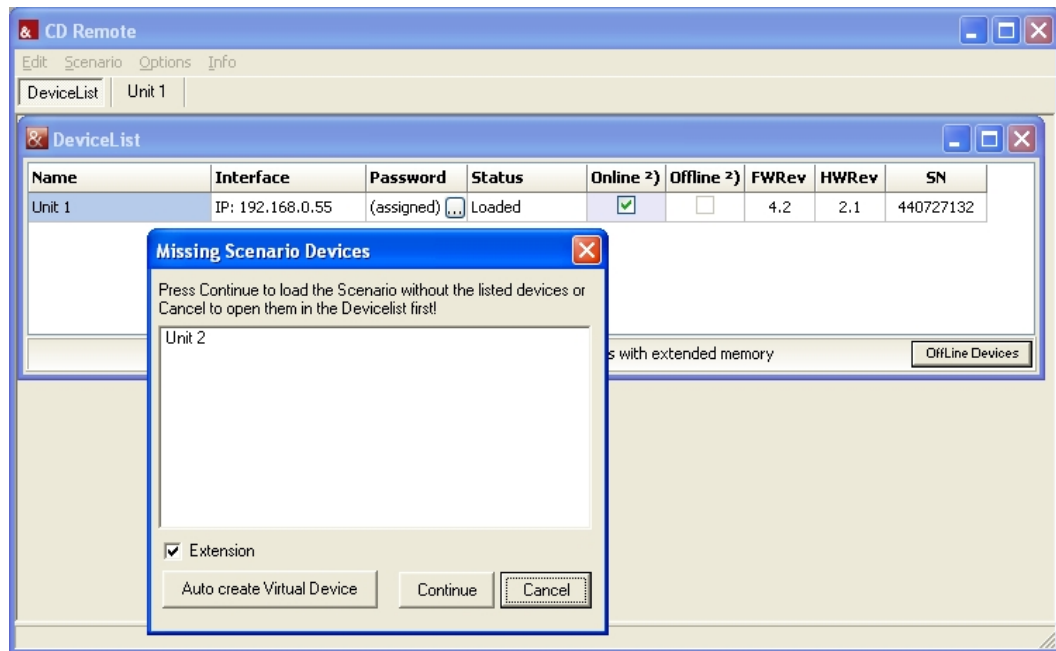 & CD Remote
Edit Scenario Options Info
DeviceList Unit 1
& DeviceList
Name Interface Password Status Online ²) Offline ²) FWRev HWRev SN
Unit 1 IP: 192.168.0.55 (assigned) ... Loaded 4.2 2.1 440727132
Missing Scenario Devices
Press Continue to load the Scenario without the listed devices or
Cancel to open them in the Devicelist first!
Unit 2
s with extended memory OffLine Devices
Extension
Auto create Virtual Device Continue Cancel